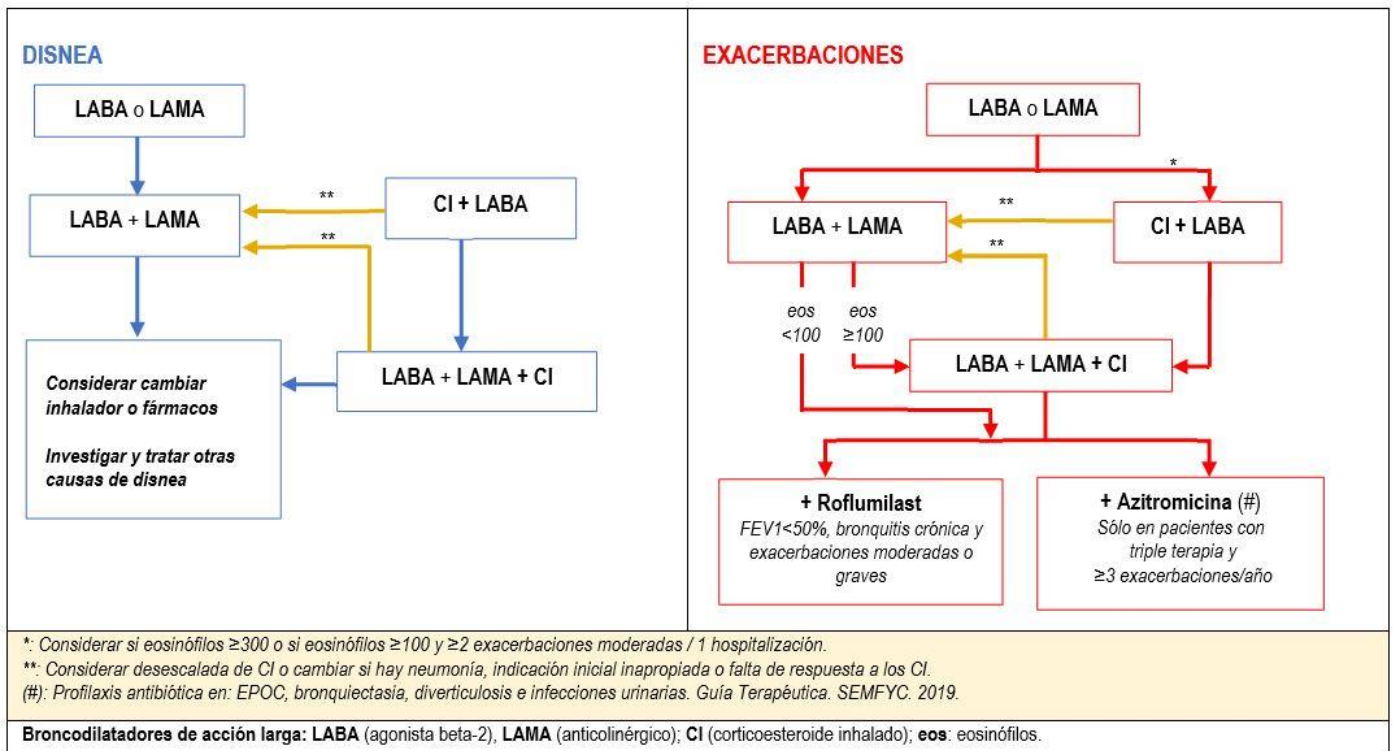 DISNEA
LABA o LAMA
LABA + LAMA
**
CI + LABA
**
LABA + LAMA + CI
Considerar cambiar
inhalador o fármacos
Investigar y tratar otras
causas de disnea
EXACERBACIONES
LABA o LAMA
*
LABA + LAMA
**
CI + LABA
**
eos
<100
eos
≥100
LABA + LAMA + CI
+ Roflumilast
FEV1<50%, bronquitis crónica y
exacerbaciones moderadas o
graves
+ Azitromicina (#)
Sólo en pacientes con
triple terapia y
≥3 exacerbaciones/año
*: Considerar si eosinófilos ≥300 o si eosinófilos ≥100 y ≥2 exacerbaciones moderadas / 1 hospitalización.
**: Considerar desescalada de CI o cambiar si hay neumonía, indicación inicial inapropiada o falta de respuesta a los CI.
(#): Profilaxis antibiótica en: EPOC, bronquiectasia, diverticulosis e infecciones urinarias. Guía Terapéutica. SEMFYC. 2019.
Broncodilatadores de acción larga: LABA (agonista beta-2), LAMA (anticolinérgico); CI (corticoesteroide inhalado); eos: eosinófilos.